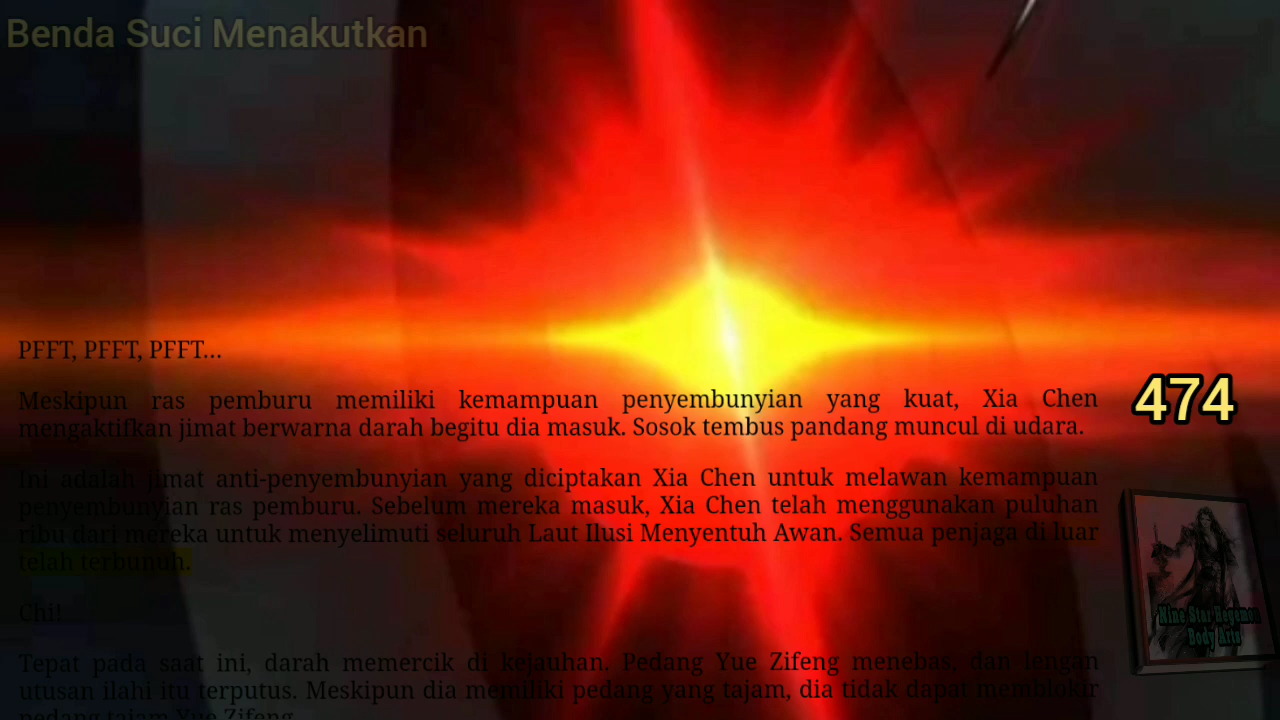 Benda Suci Menakutkan
PFFT, PFFT, PFFT...
Meskipun ras pemburu memiliki kemampuan penyembunyian yang kuat, Xia Chen
mengaktifkan jimat berwarna darah begitu dia masuk. Sosok tembus pandang muncul di udara.
474
Ini adalah jimat anti-penyembunyian yang diciptakan Xia Chen untuk melawan kemampuan
penyembunyian ras pemburu. Sebelum mereka masuk, Xia Chen telah menggunakan puluhan
ribu dari mereka untuk menyelimuti seluruh Laut Ilusi Menyentuh Awan. Semua penjaga di luar
telah terbunuh.
Chi!
Nine Star Hegemon
Body Arts
Tepat pada saat ini, darah memercik di kejauhan. Pedang Yue Zifeng menebas, dan lengan
utusan ilahi itu terputus. Meskipun dia memiliki pedang yang tajam, dia tidak dapat memblokir
pedang tajam Yue Zifeng.